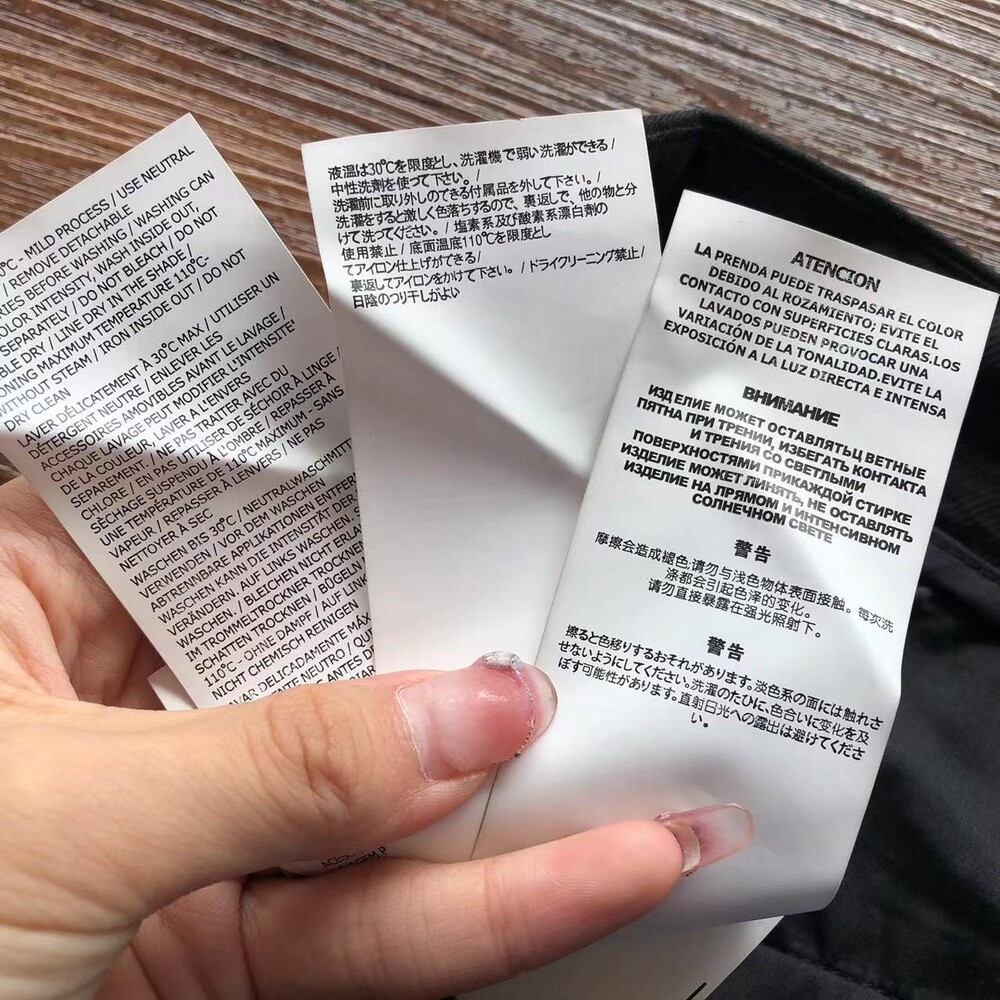 0°C - MILD PROCESS / USE NEUTRAL
/ REMOVE DETACHABLE
RIES BEFORE WASHING / WASHING CAN
OLOR INTENSITY, WASH INSIDE OUT,
SEPARATELY / DO NOT BLEACH / DO NOT
BLE DRY / LINE DRY IN THE SHADE /
ONING MAXIMUM TEMPERATURE 110°C-
WITHOUT STEAM / IRON INSIDE OUT / DO NOT
DRY CLEAN
LAVER DÉLICATEMENT À 30°C MAX / UTILISER UN
DÉTERGENT NEUTRE / ENLEVER LES
ACCESSOIRES AMOVIBLES AVANT LE LAVAGE /
CHAQUE LAVAGE PEUT MODIFIER L'INTENSITE'
DE LA COULEUR, LAVER A L'ENVERS
SEPAREMENT. / NE PAS TRAITER AVEC DU
CHLORE / EN PAS UTILISER DE SÉCHOIR À LINGE /
SÈCHAGE SUSPENDU À L'OMBRE / REPASSER À
UNE TEMPÉRATURE DE 110°C MAXIMUM - SANS
VAPEUR / REPASSER À L'ENVERS / NE PAS
NETTOYER À SEC
WASCHEN BIS 30°C / NEUTRALWASCHMITT
VERWENDEN / VOR DEM WASCHEN
ABTRENNBARE APPLIKATIONEN ENTFER
WASCHEN KANN DIE INTENSITÄT DER
VERÄNDERN. AUF LINKS WASCHEN
WASCHEN. / BLEICHEN NICHT ERL
IM TROMMELTROCKNER TROCKNEN
SCHATTEN TROCKNEN / BÜGELN
110°C - OHNE DAMPF / AUF LINK
NICHT CHEMISCH REINIGEN
AVAR DELICADAMENTE MÁX
NTE NEUTRO / QUI
CANTES
液温は30℃を限度とし、洗濯機で弱い洗濯ができる /
中性洗剤を使って下さい。/
洗濯前に取り外しのできる付属品を外して下さい。/
洗濯をすると激しく色落ちするので、裏返しで、他の物と分
けて洗ってください。/ 塩素系及び酸素系漂白剤の
使用禁止 / 底面温度110℃を限度とし
てアイロン仕上げができる/
裏返してアイロンをかけて下さい。/ ドライクリーニング禁止/
日陰のつり干しがよい
ATENCION
LA PRENDA PUEDE TRASPASAR EL COLOR
DEBIDO AL ROZAMIENTO; EVITE EL
CONTACTO CON SUPERFICIES CLARAS.LOS
LAVADOS PUEDEN PROVOCAR UNA
VARIACIÓN DE LA TONALIDAD.EVITE LA
EXPOSICIÓN A LA LUZ DIRECTA E INTENSA
ВНИМАНИЕ
ИЗДЕЛИЕ МОЖЕТ ОСТАВЛЯТЬЦ ВЕТНЫЕ
ПЯТНА ПРИ ТРЕНИИ, ИЗБЕГАТЬ КОНТАКТА
И ТРЕНИЯ СО СВЕТЛЫМИ
ПОВЕРХНОСТЯМИ ПРИКАЖДОЙ СТИРКЕ
ИЗДЕЛИЕ МОЖЕТ ЛИНЯТЬ, НЕ ОСТАВЛЯТЬ
ИЗДЕЛИЕ НА ЛРЯМОМ И ИНТЕНСИВНОМ
СОЛНЕЧНОМ СВЕТЕ
警告
摩擦会造成褪色;请勿与浅色物体表面接触。每次洗
涤都会引起色泽的变化。
请勿直接暴露在强光照射下。
警告
擦ると色移りするおそれがあります。淡色系の面には触れさ
せないようにしてください。洗濯のたびに、色合いに変化を及
ぼす可能性があります。直射日光への露出は避けてくださ
い。